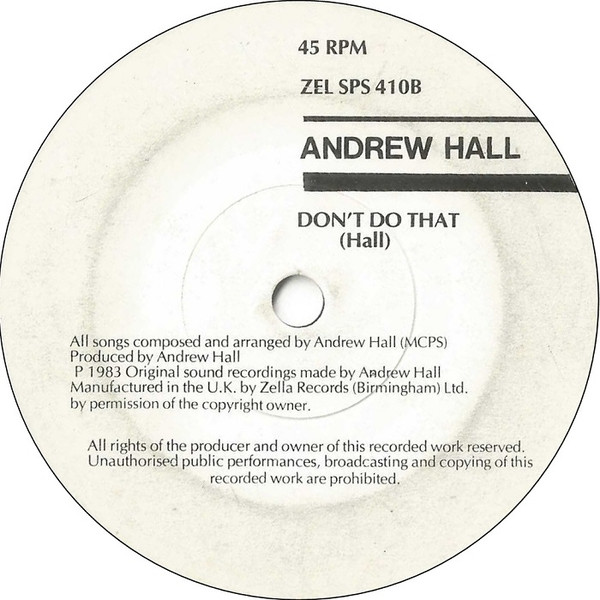 45 RPM
ZEL SPS 410B
ANDREW HALL
DON'T DO THAT
(Hall)
All songs composed and arranged by Andrew Hall (MCPS)
Produced by Andrew Hall
P 1983 Original sound recordings made by Andrew Hall
Manufactured in the U.K. by Zella Records (Birmingham) Ltd.
by permission of the copyright owner.
All rights of the producer and owner of this recorded work reserved.
Unauthorised public performances, broadcasting and copying of this
recorded work are prohibited.